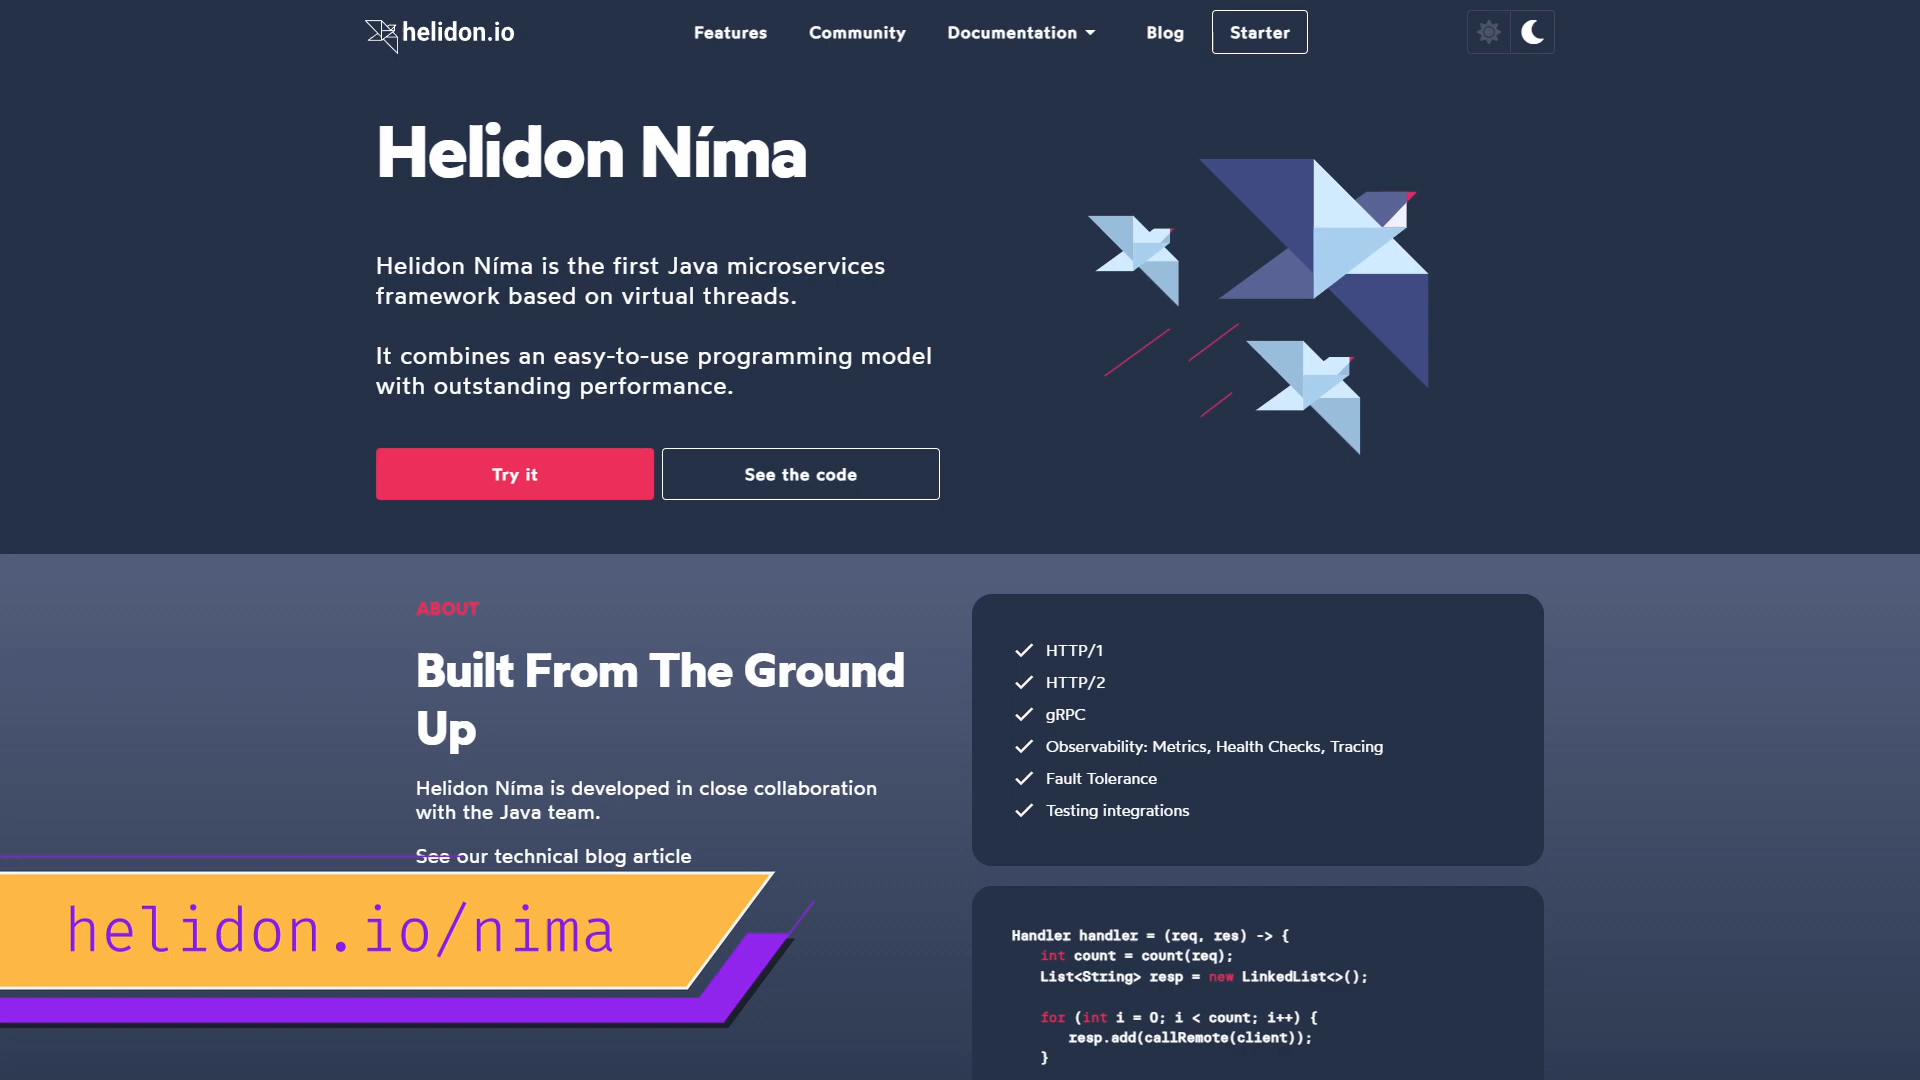 helidon.io
Features
Community
Documentation
Blog
Starter
Helidon Níma
Helidon Níma is the first Java microservices
framework based on virtual threads.
It combines an easy-to-use programming model
with outstanding performance.
Try it
See the code
ABOUT
Built From The Ground
Up
Helidon Níma is developed in close collaboration
with the Java team.
See our technical blog article
HTTP/1
HTTP/2
gRPC
Observability: Metrics, Health Checks, Tracing
Fault Tolerance
Testing integrations
Handler handler = (req, res) -> {
int count = count(req);
List<String> resp = new LinkedList<>();
for (int i = 0; i < count; i++) {
resp.add(callRemote(client));
}
helidon.io/nima